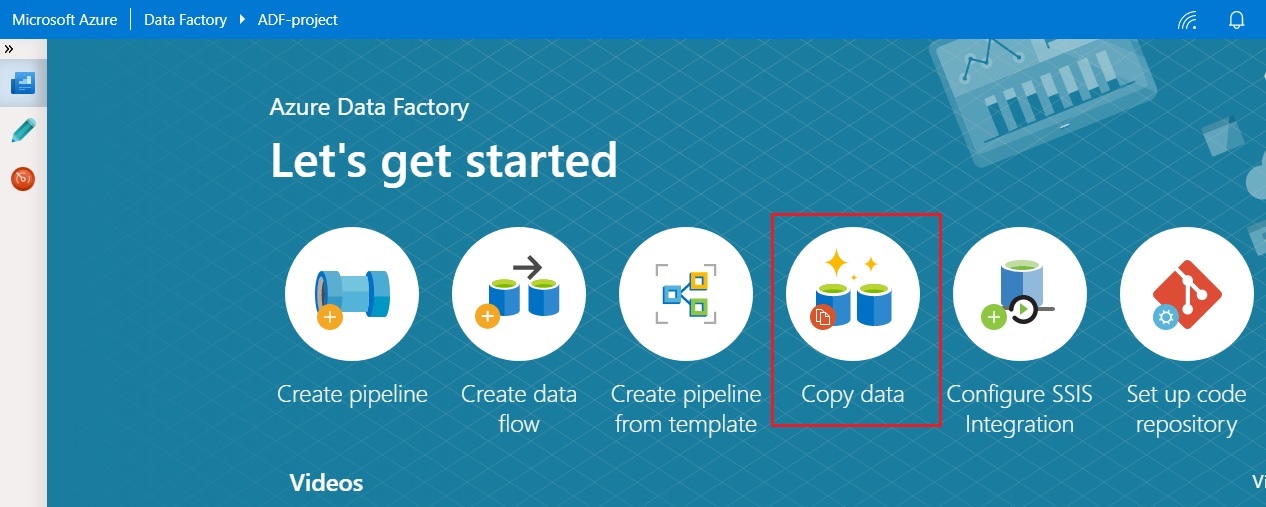 Microsoft Azure
Data Factory
ADF-project
»
Azure Data Factory
Let's get started
Create pipeline
Create data
flow
Create pipeline
from template
Copy data
Configure SSIS
Integration
Set up code
repository
Videos